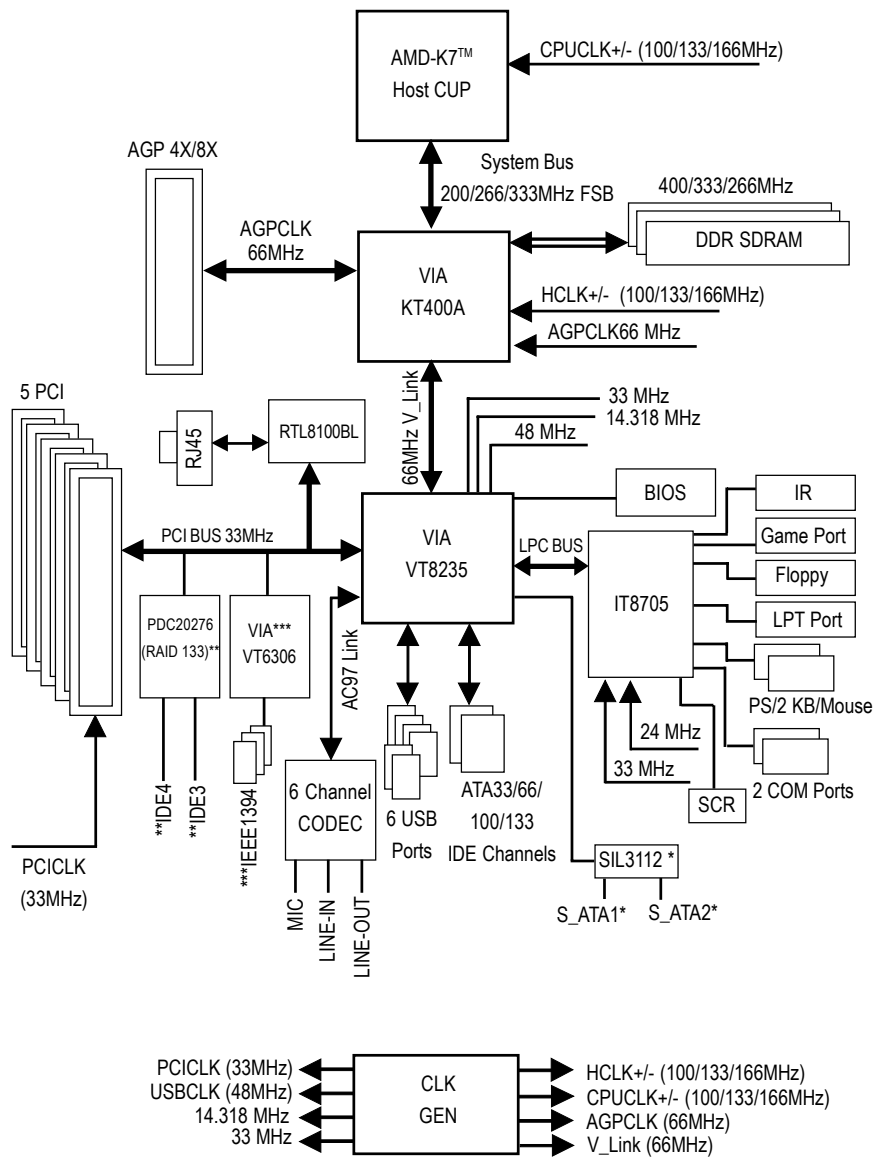 AMD-K7™
Host CUP
CPUCLK+/- (100/133/166MHz)
AGP 4X/8X
System Bus
200/266/333MHz FSB
400/333/266MHz
DDR SDRAM
AGPCLK
66MHz
VIA
KT400A
HCLK+/- (100/133/166MHz)
AGPCLK66 MHz
5 PCI
66MHz V_Link
33 MHz
14.318 MHz
48 MHz
RJ45
RTL8100BL
BIOS
IR
Game Port
Floppy
LPT Port
PCI BUS 33MHz
VIA
VT8235
LPC BUS
IT8705
PDC20276
(RAID 133)**
VIA***
VT6306
AC97 Link
PS/2 KB/Mouse
24 MHz
33 MHz
2 COM Ports
SCR
**IDE4
**IDE3
***IEEE1394
6 Channel
CODEC
6 USB
Ports
ATA33/66/
100/133
IDE Channels
SIL3112 *
S_ATA1*
S_ATA2*
PCICLK
(33MHz)
MIC
LINE-IN
LINE-OUT
PCICLK (33MHz)
USBCLK (48MHz)
14.318 MHz
33 MHz
CLK
GEN
HCLK+/- (100/133/166MHz)
CPUCLK+/- (100/133/166MHz)
AGPCLK (66MHz)
V_Link (66MHz)